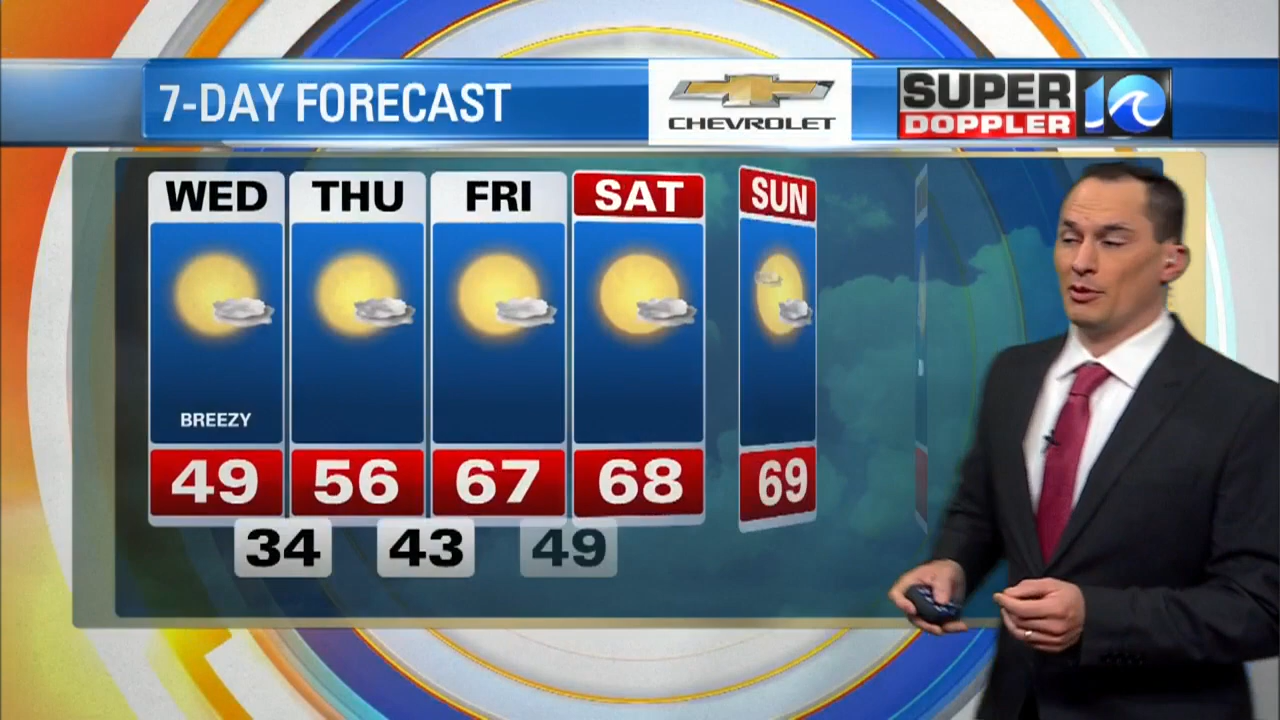 7-DAY FORECAST
CHEVROLET
SUPER
DOPPLER
10
WED THU FRI SAT SUN
BREEZY
49 56 67 68 69
34 43 49